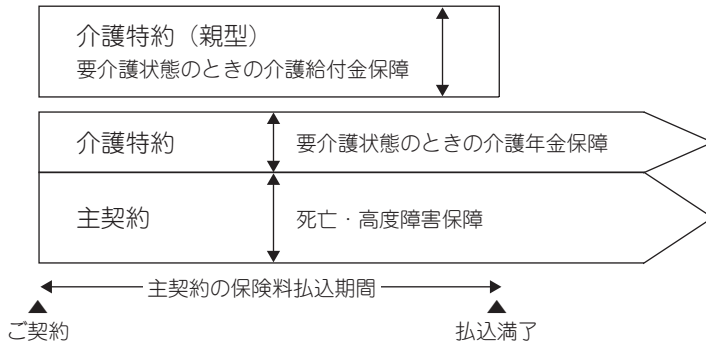 介護特約（親型）
要介護状態のときの介護給付金保障
介護特約
要介護状態のときの介護年金保障
主契約
死亡・高度障害保障
主契約の保険料払込期間
ご契約
払込満了